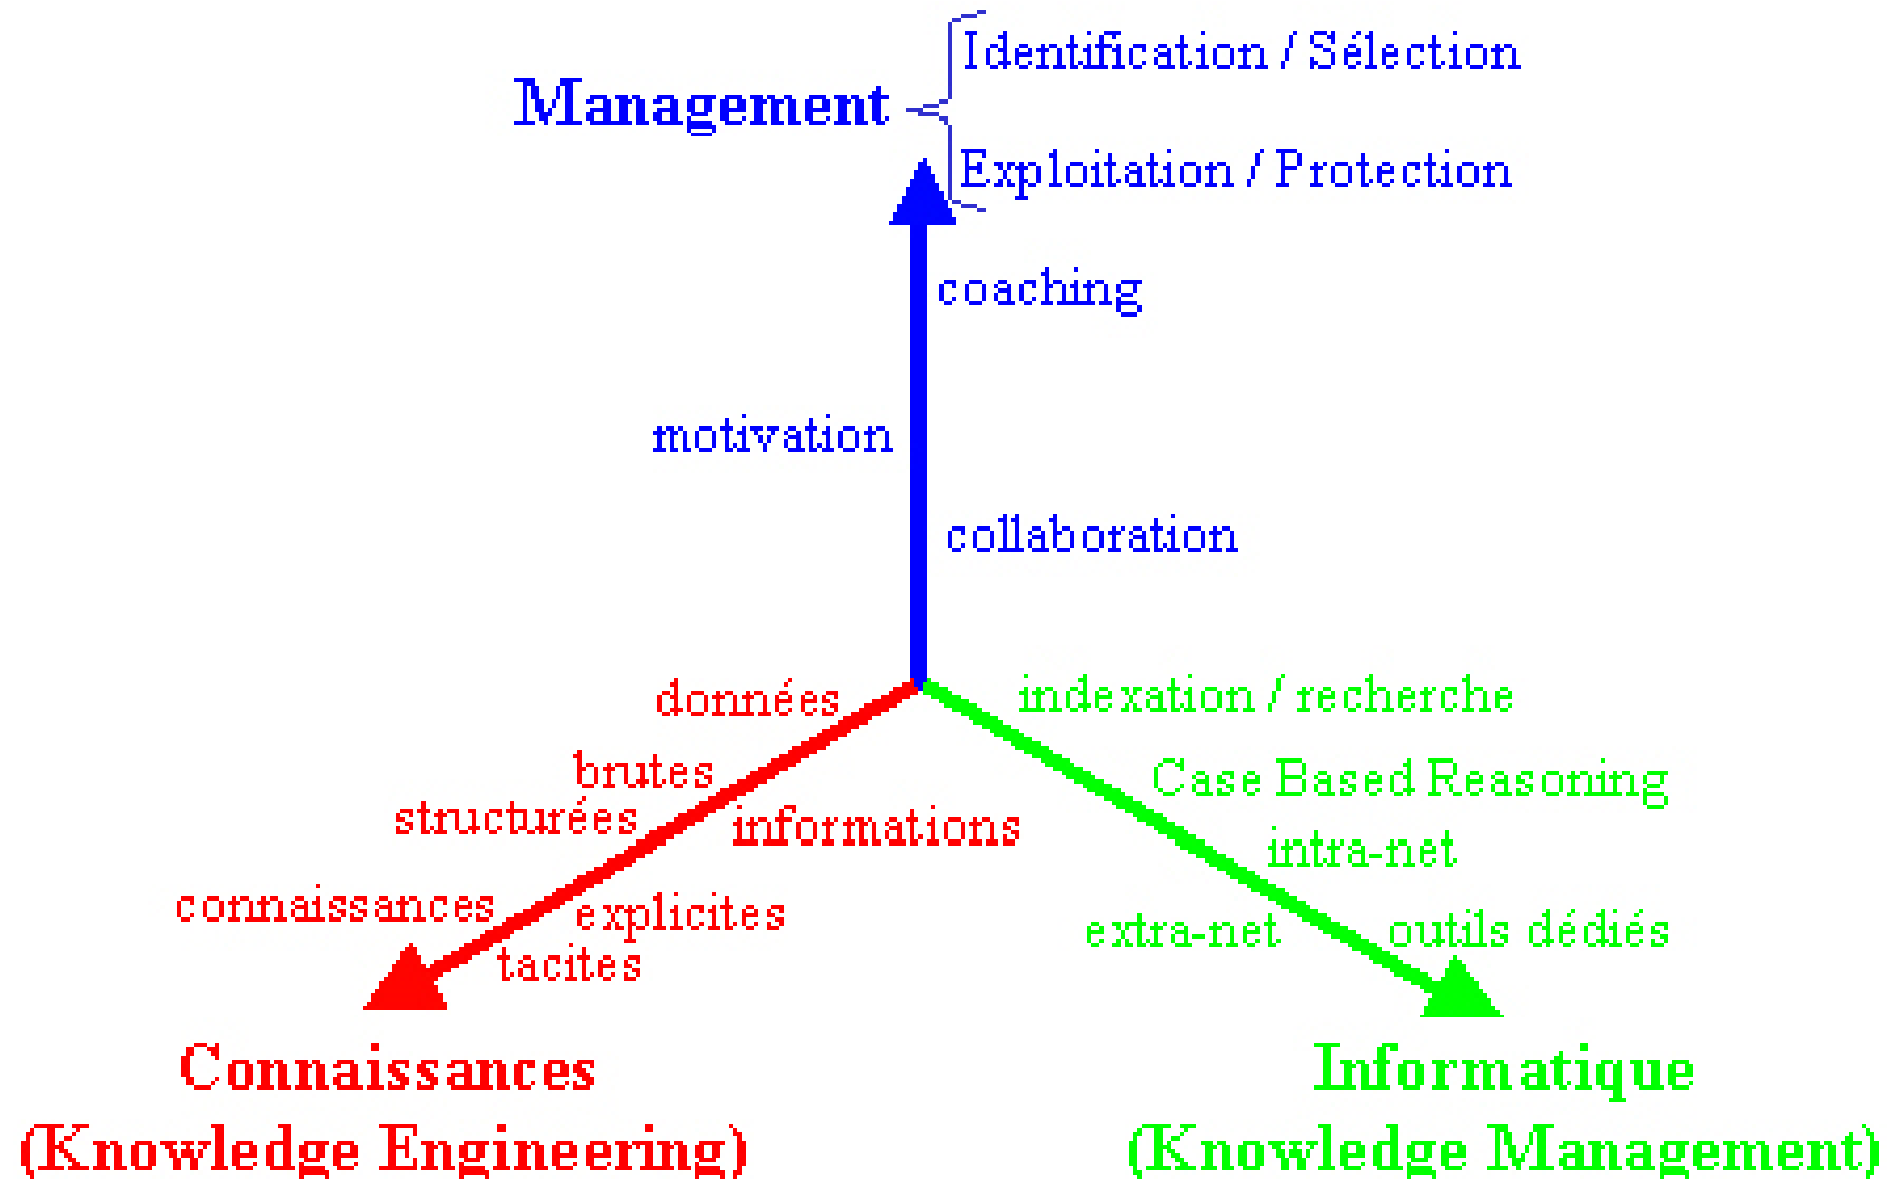 Identification / Sélection
Management
Exploitation / Protection
coaching
motivation
collaboration
données
indexation / recherche
brutes
Case Based Reasoning
structurées
informations
intra-net
connaissances
explicites
extra-net
outils dédiés
tacites
Connaissances
(Knowledge Engineering)
Informatique
(Knowledge Management)